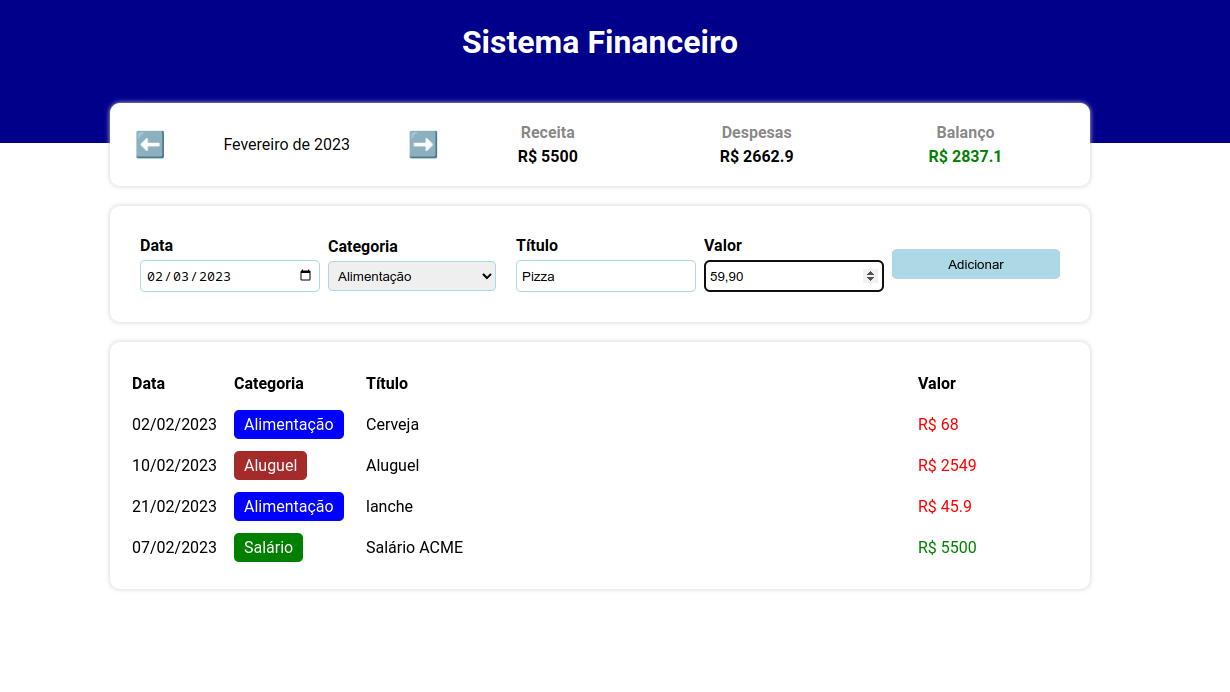 Sistema Financeiro
Fevereiro de 2023
Receita
R$ 5500
Despesas
R$ 2662.9
Balanço
R$ 2837.1
Data
Categoria
Título
Valor
02/03/2023
Alimentação
Pizza
59,90
Adicionar
Data Categoria Título Valor
02/02/2023 Alimentação Cerveja R$ 68
10/02/2023 Aluguel Aluguel R$ 2549
21/02/2023 Alimentação lanche R$ 45.9
07/02/2023 Salário Salário ACME R$ 5500